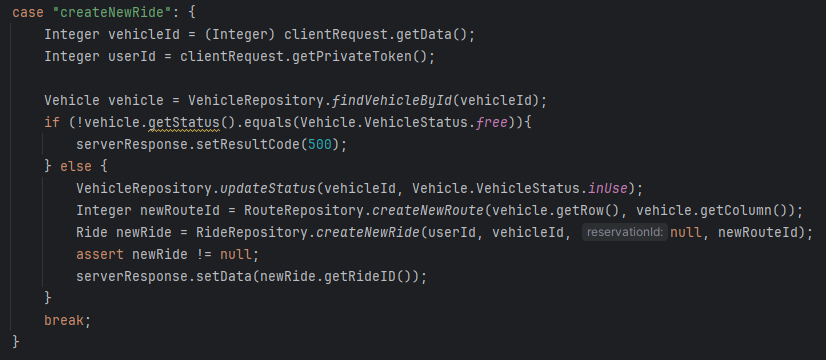 case "createNewRide": {
Integer vehicleId = (Integer) clientRequest.getData();
Integer userId = clientRequest.getPrivateToken();
Vehicle vehicle = VehicleRepository.findVehicleById(vehicleId);
if (!vehicle.getStatus().equals(Vehicle.VehicleStatus.free)){
serverResponse.setResultCode(500);
} else {
VehicleRepository.updateStatus(vehicleId, Vehicle.VehicleStatus.inUse);
Integer newRouteId = RouteRepository.createNewRoute(vehicle.getRow(), vehicle.getColumn());
Ride newRide = RideRepository.createNewRide(userId, vehicleId, reservationId: null, newRouteId);
assert newRide != null;
serverResponse.setData(newRide.getRideID());
}
break;
}